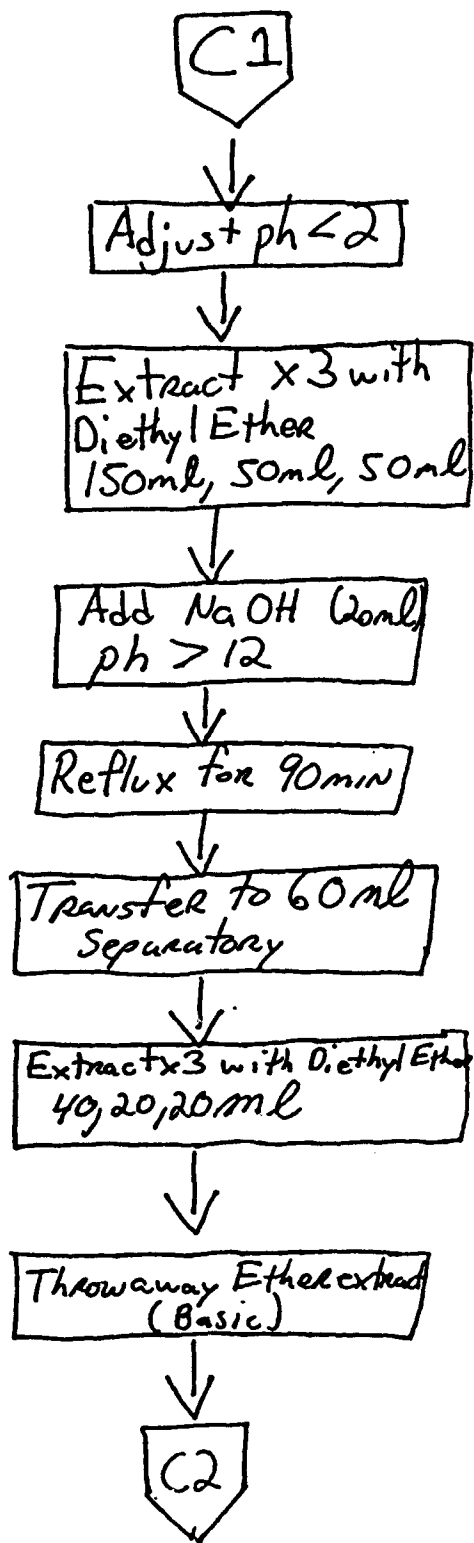 C1
Adjust ph < 2
Extract x3 with
Diethyl Ether
150ml, 50ml, 50ml
Add NaOH (20ml)
ph > 12
Reflux for 90min
Transfer to 60ml
Separatory
Extract x3 with Diethyl Ether
40, 20, 20ml
Throwaway Ether extract
(Basic)
C2